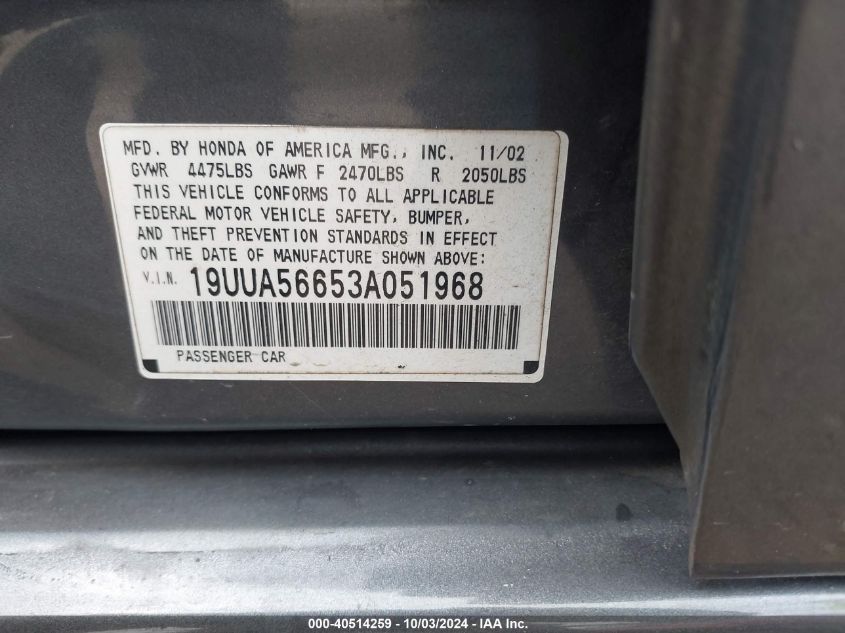 MFD. BY HONDA OF AMERICA MFG., INC. 11/02
GVWR 4475LBS GAWR F 2470LBS R 2050LBS
THIS VEHICLE CONFORMS TO ALL APPLICABLE
FEDERAL MOTOR VEHICLE SAFETY, BUMPER,
AND THEFT PREVENTION STANDARDS IN EFFECT
ON THE DATE OF MANUFACTURE SHOWN ABOVE:
V.I.N. 19UUA56653A051968
PASSENGER CAR
000-40514259 - 10/03/2024 - IAA Inc.